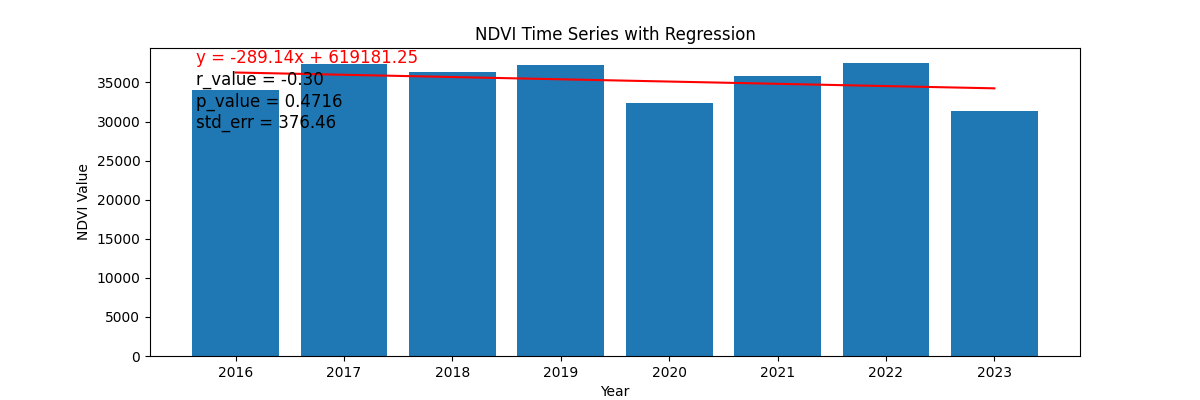 NDVI Time Series with Regression
y = -289.14x + 619181.25
r_value = -0.30
p_value = 0.4716
std_err = 376.46
NDVI Value
35000
30000
25000
20000
15000
10000
5000
0
2016 2017 2018 2019 2020 2021 2022 2023
Year